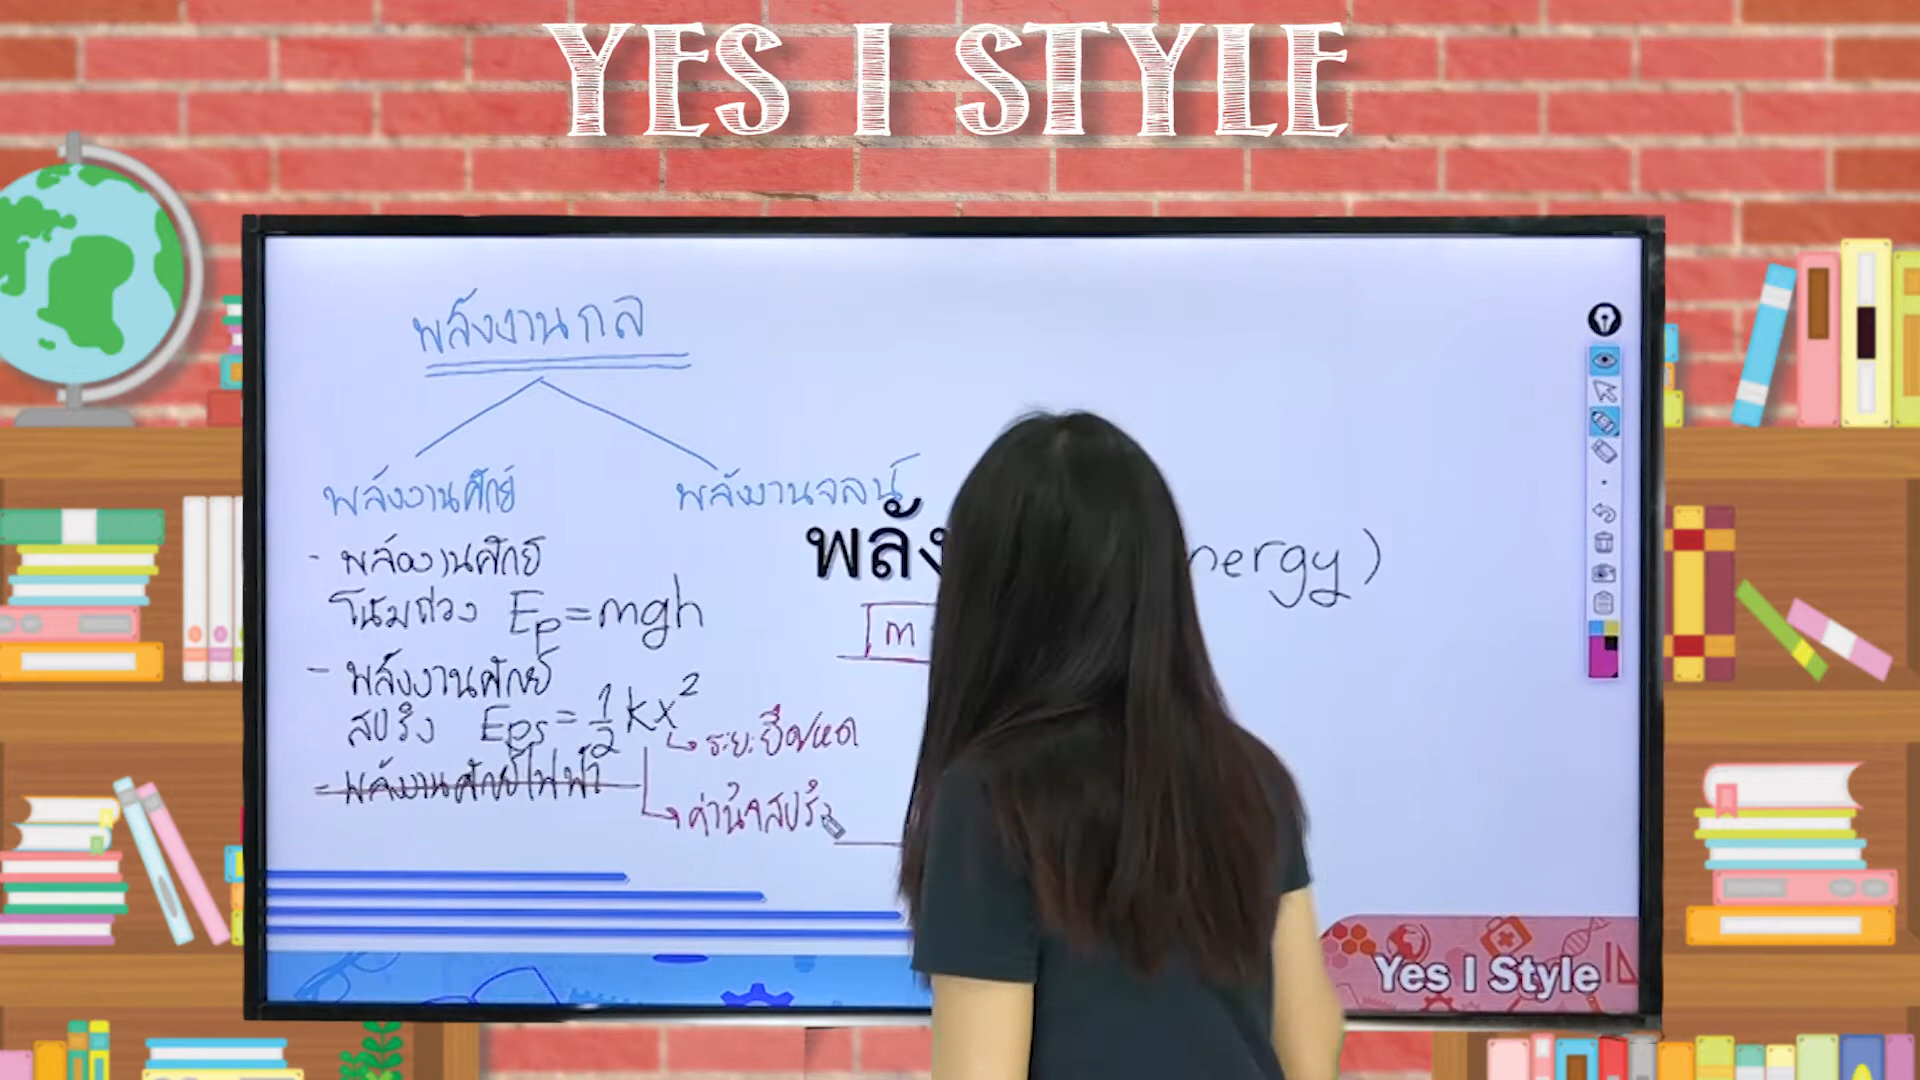 YES I STYLE
พลังงานกล
พลังงานศักย์
พลังงานจลน์
พลัง nergy)
- พลังงานศักย์
โน้มถ่วง Ep=mgh
m
- พลังงานศักย์
สปริง Eps = 1/2 kx²
ระยะยืด/หด
- พลังงานศักย์ไฟฟ้า
ค่านิจสปริง
Yes I Style